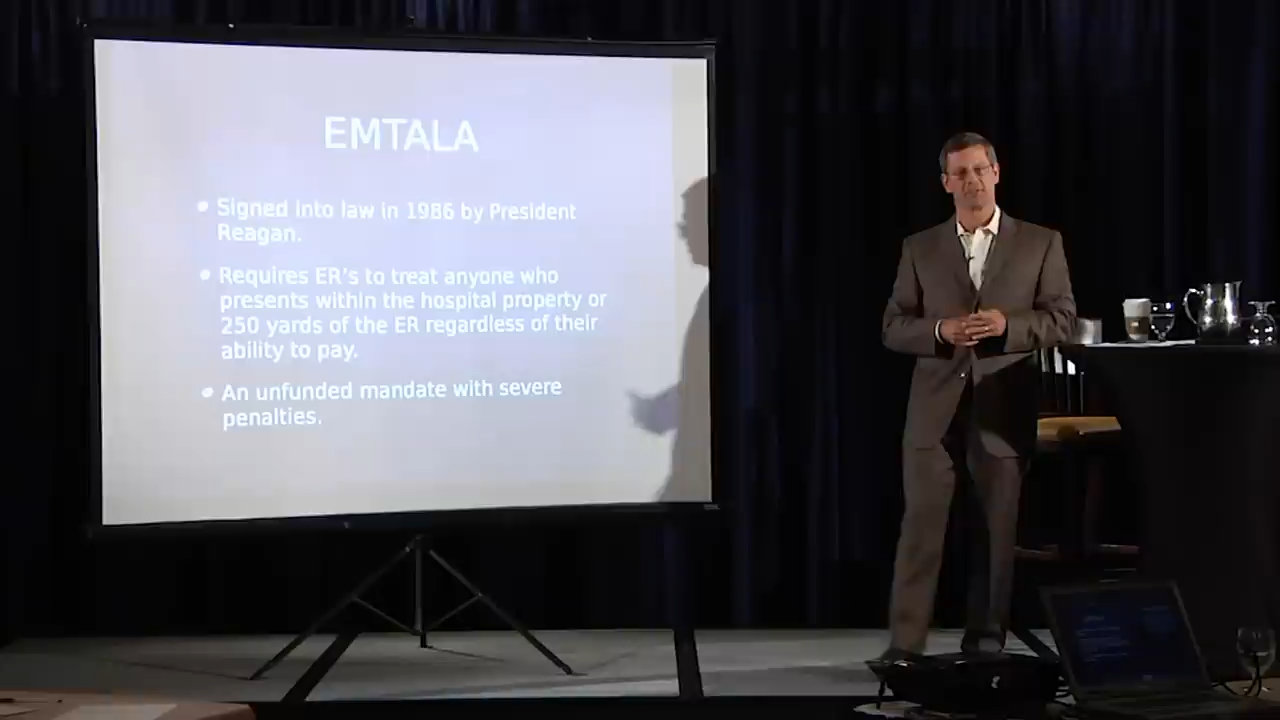 EMTALA
• Signed into law in 1986 by President
Reagan.
• Requires ER's to treat anyone who
presents within the hospital property or
250 yards of the ER regardless of their
ability to pay.
• An unfunded mandate with severe
penalties.